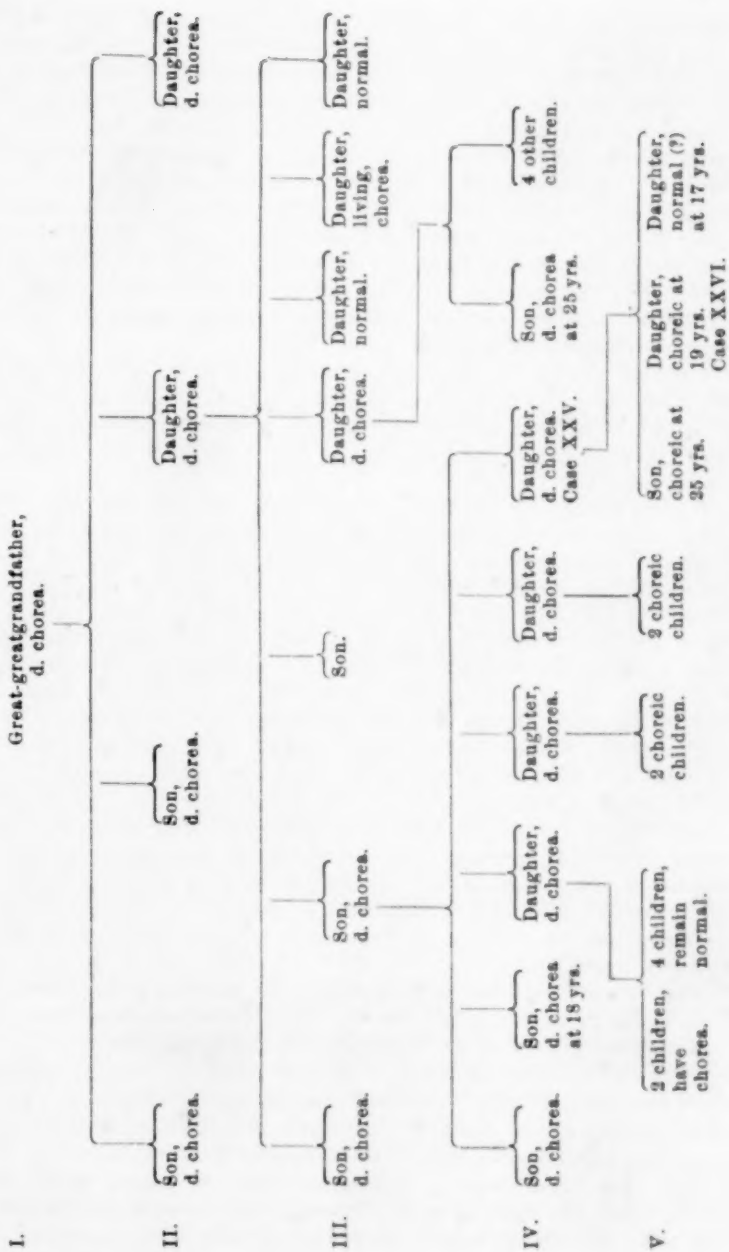 I.
Great-greatgrandfather,
d. chorea.
II.
Son,
d. chorea.
Son,
d. chorea.
Daughter,
d. chorea.
Daughter,
d. chorea.
III.
Son,
d. chorea.
Son,
d. chorea.
Son.
Daughter,
d. chorea.
Daughter,
normal.
Daughter,
living,
chorea.
Daughter,
normal.
IV.
Son,
d. chorea.
Son,
d. chorea
at 18 yrs.
Daughter,
d. chorea.
Daughter,
d. chorea.
Daughter,
d. chorea.
Daughter,
d. chorea.
Case XXV.
Son,
d. chorea
at 25 yrs.
4 other
children.
V.
2 children,
have
chorea.
4 children,
remain
normal.
2 choreic
children.
2 choreic
children.
Son,
choreic at
25 yrs.
Daughter,
choreic at
19 yrs.
Case XXVI.
Daughter,
normal (?)
at 17 yrs.